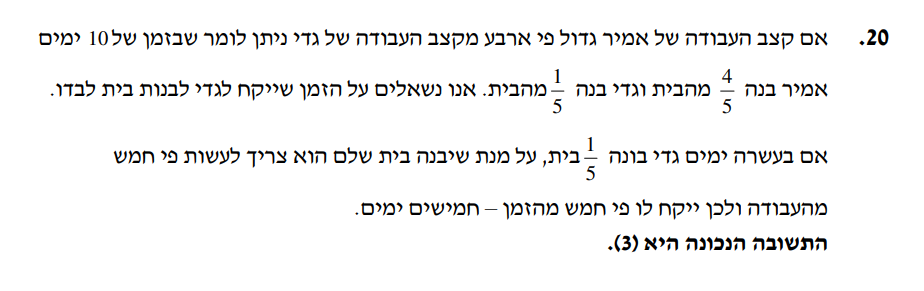 20. אם קצב העבודה של אמיר גדול פי ארבע מקצב העבודה של גדי ניתן לומר שבזמן של 10 ימים
אמיר בנה 4/5 מהבית וגדי בנה 1/5 מהבית. אנו נשאלים על הזמן שייקח לגדי לבנות בית לבדו.
אם בעשרה ימים גדי בונה 1/5 בית, על מנת שיבנה בית שלם הוא צריך לעשות פי חמש
מהעבודה ולכן ייקח לו פי חמש מהזמן – חמישים ימים.
התשובה הנכונה היא (3).